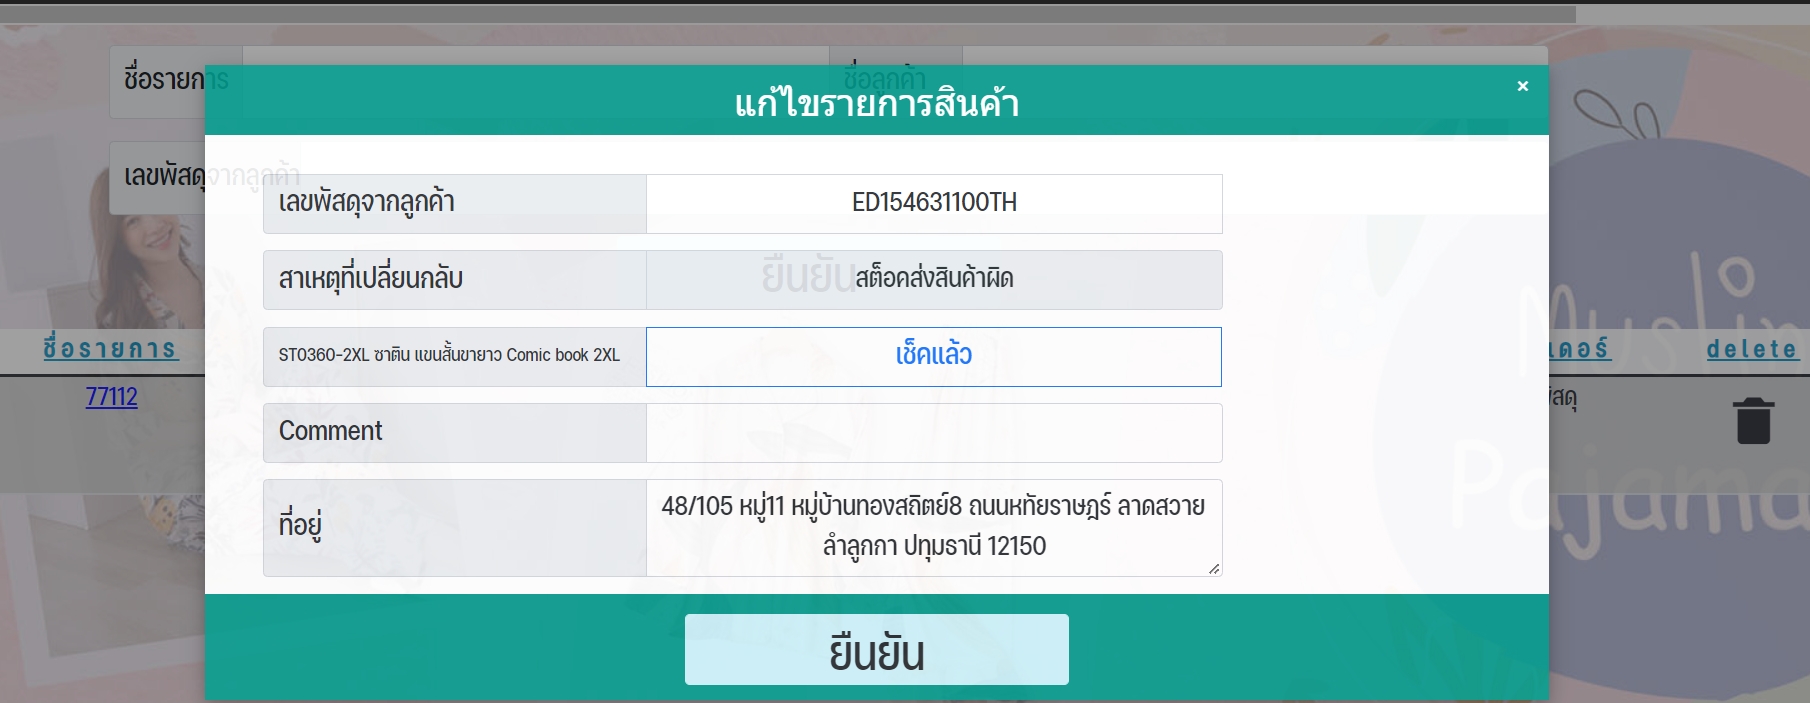 ชื่อรายการ
ชื่อลูกค้า
×
แก้ไขรายการสินค้า
เลขพัสดุจากลูกค้า
เลขพัสดุจากลูกค้า
ED154631100TH
สาเหตุที่เปลี่ยนกลับ
ยืนยัน
สต็อคส่งสินค้าผิด
ชื่อรายการ
ST0360-2XL ซาติน แขนสั้นขายาว Comic book 2XL
เช็คแล้ว
เดอร์
delete
77112
Comment
พัสดุ
Muslin
Pajama
ที่อยู่
48/105 หมู่11 หมู่บ้านทองสถิตย์8 ถนนหทัยราษฎร์ ลาดสวาย
ลำลูกกา ปทุมธานี 12150
ยืนยัน